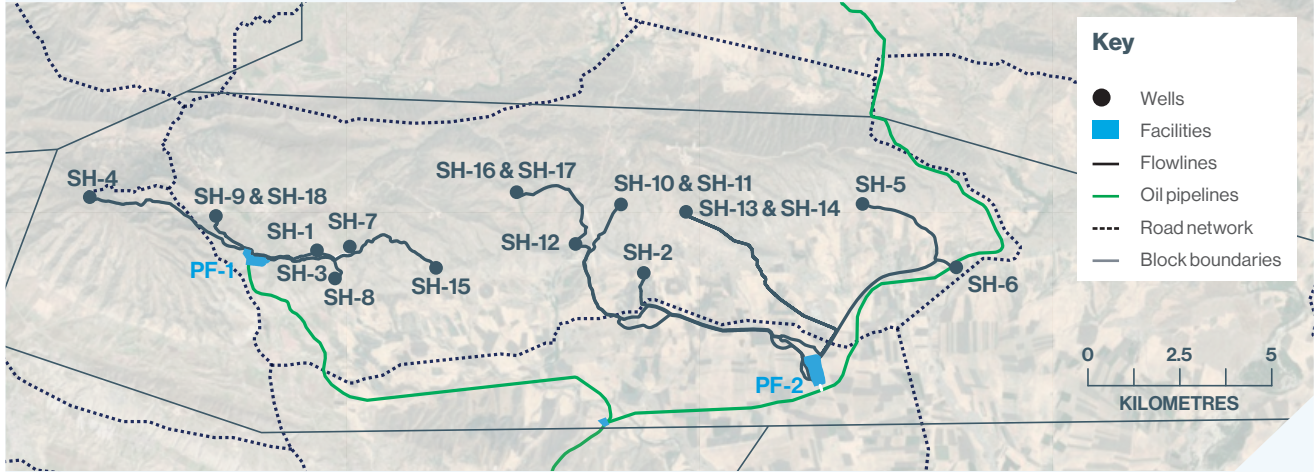 Key
Wells
Facilities
Flowlines
Oil pipelines
Road network
Block boundaries
SH-4
SH-9 & SH-18
SH-1
SH-7
SH-3
SH-8
SH-15
PF-1
SH-16 & SH-17
SH-10 & SH-11
SH-13 & SH-14
SH-5
SH-12
SH-2
SH-6
PF-2
0 2.5 5
KILOMETRES